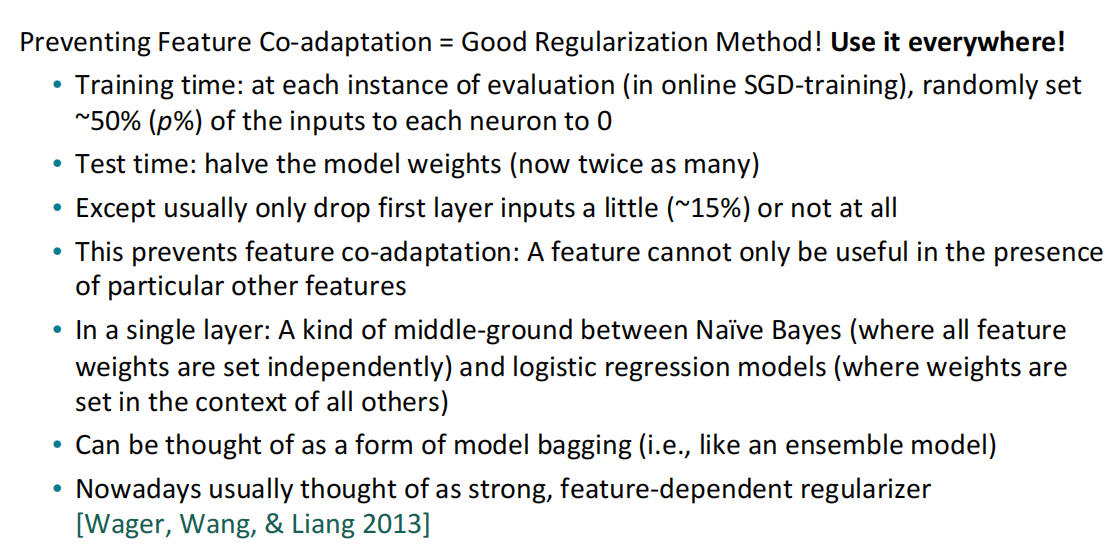 Preventing Feature Co-adaptation = Good Regularization Method! Use it everywhere!
• Training time: at each instance of evaluation (in online SGD-training), randomly set
~50% (p%) of the inputs to each neuron to 0
• Test time: halve the model weights (now twice as many)
• Except usually only drop first layer inputs a little (~15%) or not at all
• This prevents feature co-adaptation: A feature cannot only be useful in the presence
of particular other features
• In a single layer: A kind of middle-ground between Naïve Bayes (where all feature
weights are set independently) and logistic regression models (where weights are
set in the context of all others)
• Can be thought of as a form of model bagging (i.e., like an ensemble model)
• Nowadays usually thought of as strong, feature-dependent regularizer
[Wager, Wang, & Liang 2013]